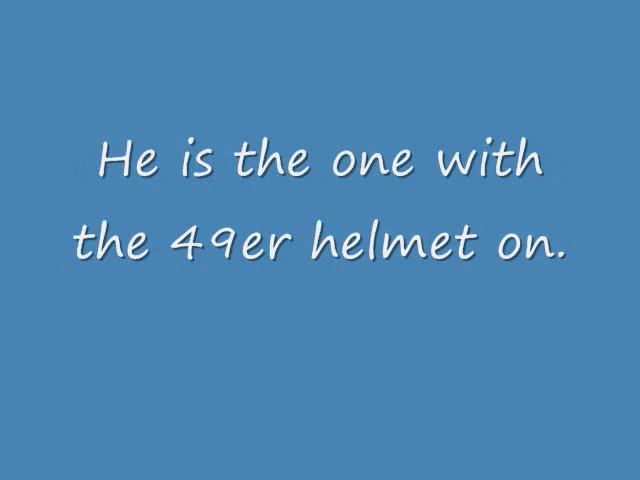 He is the one with
the 49er helmet on.